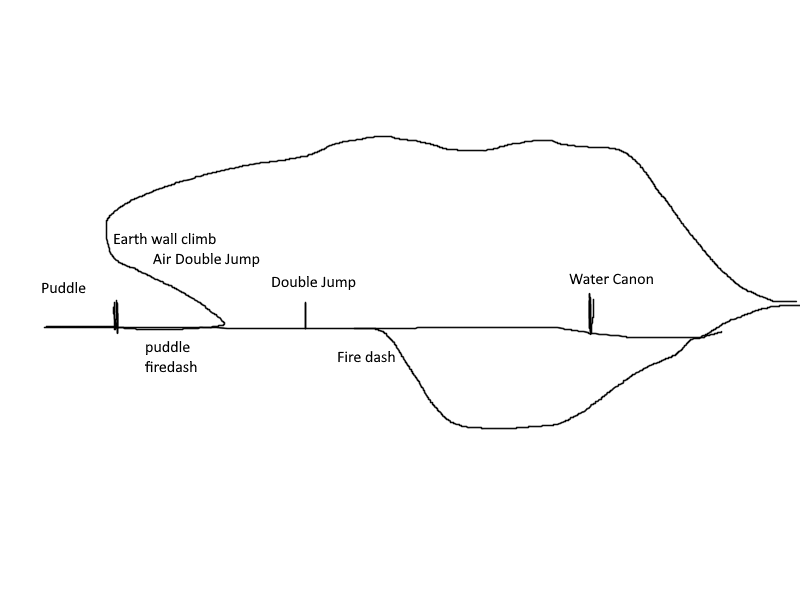 Earth wall climb
Air Double Jump
Puddle
Double Jump
Water Canon
puddle
firedash
Fire dash